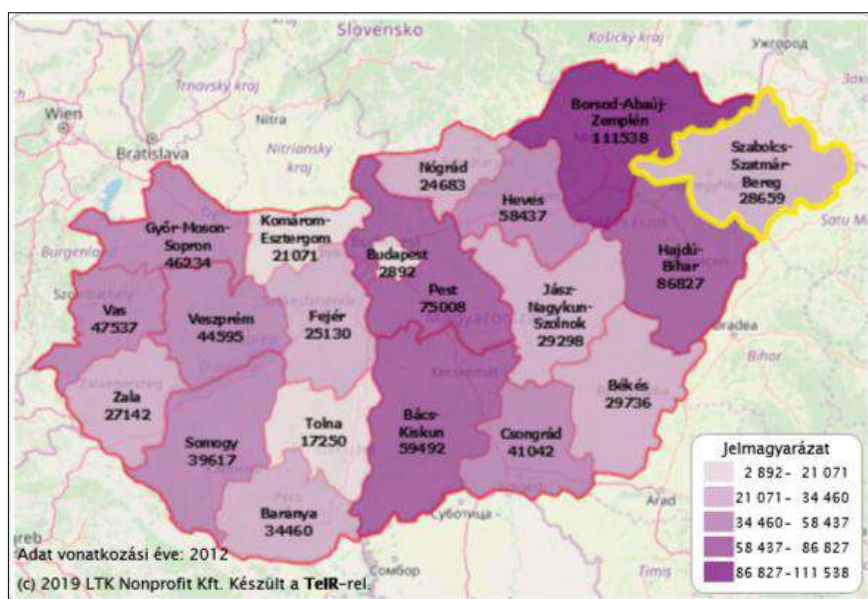 Slovensko
Košický kraj
Ужгород
Trnavský kraj
Wien
Nitra
Nitriansky kraj
Bratislava
Borsod-Abaúj-
Zemplén
111538
Szabolcs-
Szatmár-
Bereg
28659
Satu M
Nógrád
24683
Heves
58437
Győr-Moson-
Sopron
46234
Komárom-
Esztergom
21071
Budapest
2892
Burgenland
Hajdú-
Bihar
86827
Vas
47537
Veszprém
44595
Fejér
25130
Pest
75008
Jász-
Nagykun-
Szolnok
29298
Oradea
Bihor
Zala
27142
Tolna
17250
Bács-
Kiskun
59492
Békés
29736
Somogy
39617
Csongrád
41042
Baranya
34460
Суботица
Arad
Сомбор
Timiș
Jelmagyarázat
2 892- 21 071
21 071- 34 460
34 460- 58 437
58 437- 86 827
86 827-111 538
Adat vonatkozási éve: 2012
(c) 2019 LTK Nonprofit Kft. Készült a TeIR-rel.